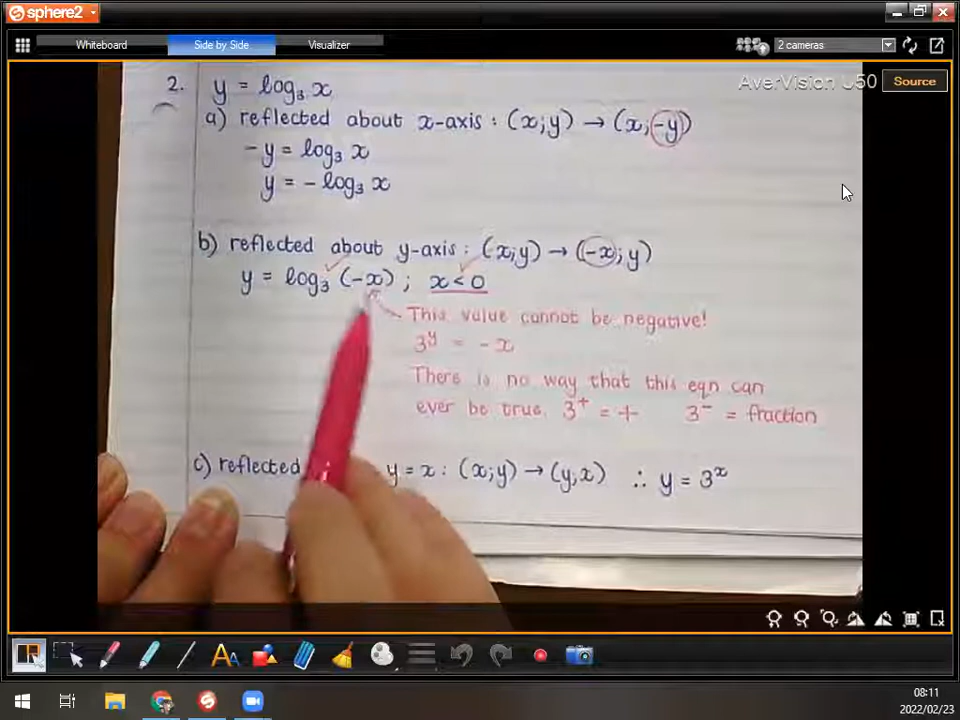 sphere2
Whiteboard
Side by Side
Visualizer
2 cameras
AverVision U50
Source
2. y = log₃ x
a) reflected about x-axis : (x;y) → (x;-y)
-y = log₃ x
y = - log₃ x
b) reflected about y-axis : (x;y) → (-x;y)
y = log₃ (-x) ; x < 0
This value cannot be negative!
3ʸ = -x
There is no way that this eqn can
ever be true. 3⁺ = + 3⁻ = fraction
c) reflected y = x : (x;y) → (y,x) ∴ y = 3ˣ
08:11
2022/02/23